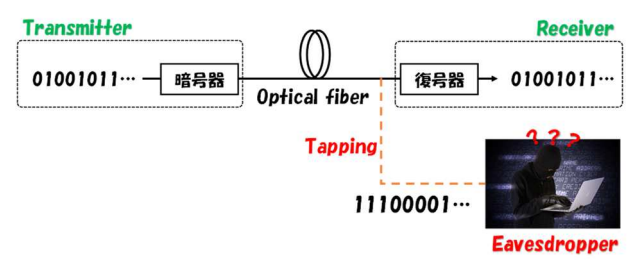 Transmitter
Receiver
01001011…
暗号器
Optical fiber
復号器
01001011…
Tapping
11100001…
? ? ?
Eavesdropper